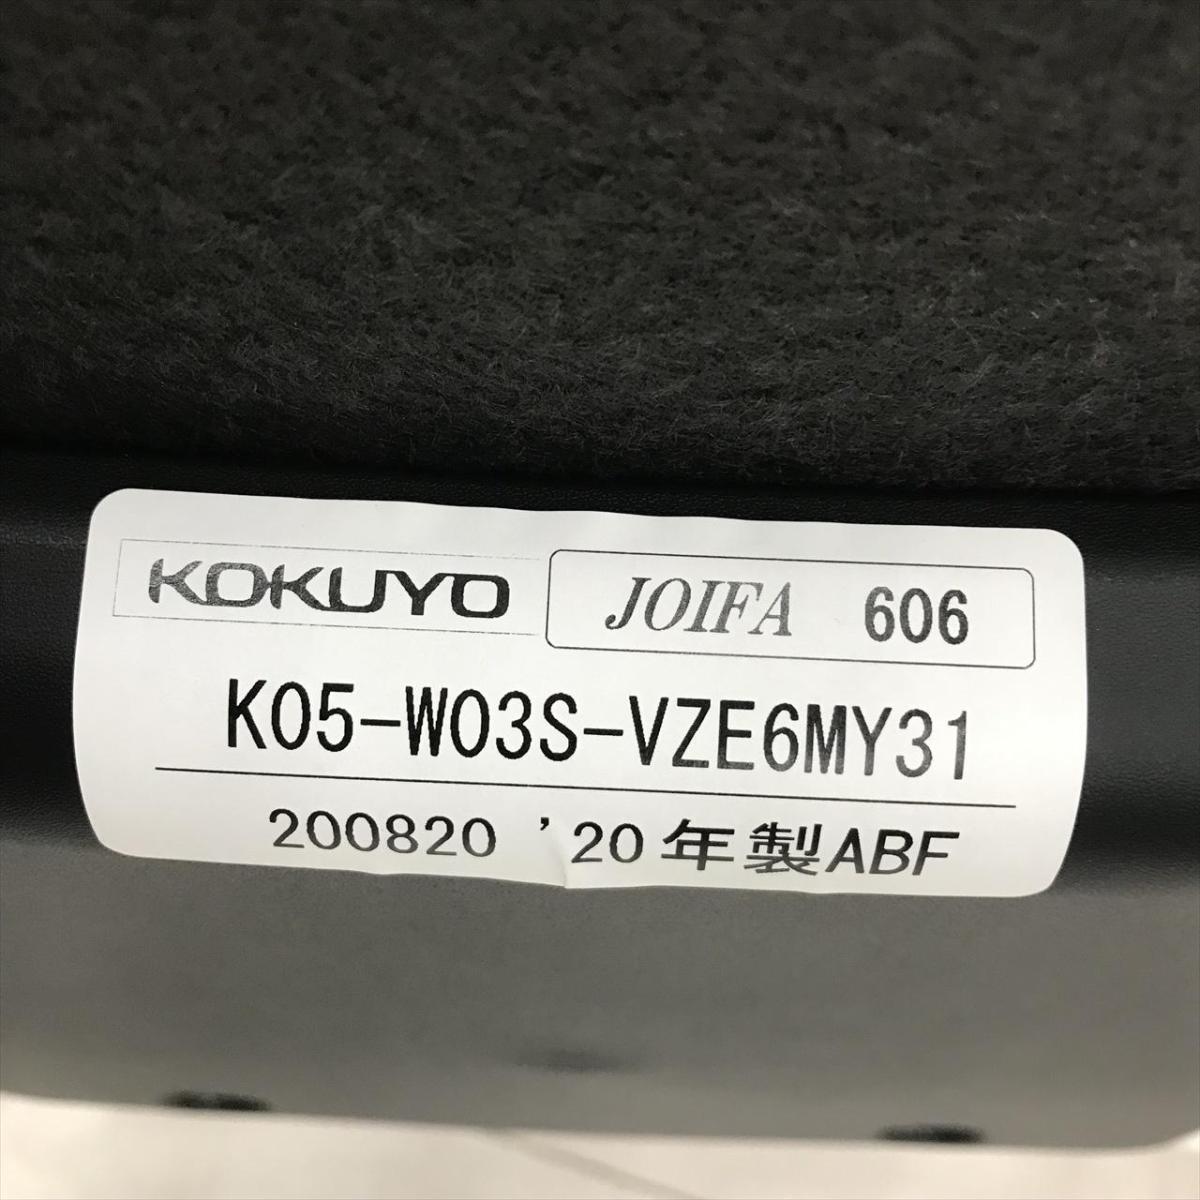 KOKUYO JOIFA 606
K05-W03S-VZE6MY31
200820 '20年製ABF